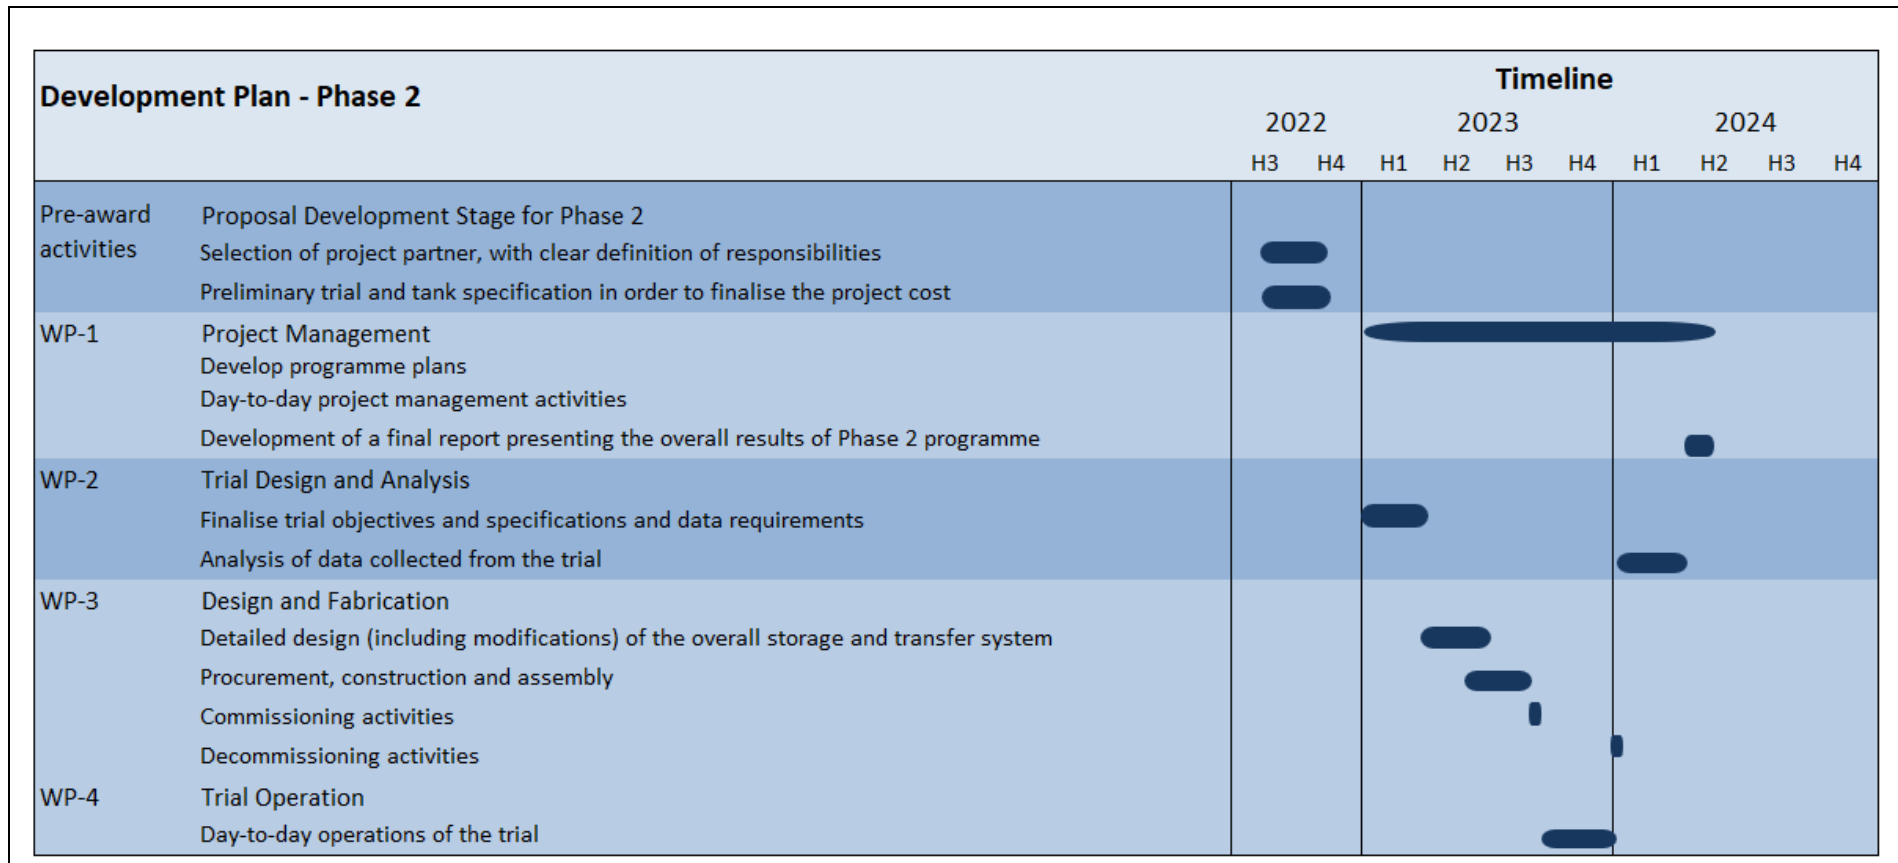 Development Plan - Phase 2
Timeline
2022 2023 2024
H3 H4 H1 H2 H3 H4 H1 H2 H3 H4
Pre-award activities
Proposal Development Stage for Phase 2
Selection of project partner, with clear definition of responsibilities
Preliminary trial and tank specification in order to finalise the project cost
WP-1 Project Management
Develop programme plans
Day-to-day project management activities
Development of a final report presenting the overall results of Phase 2 programme
WP-2 Trial Design and Analysis
Finalise trial objectives and specifications and data requirements
Analysis of data collected from the trial
WP-3 Design and Fabrication
Detailed design (including modifications) of the overall storage and transfer system
Procurement, construction and assembly
Commissioning activities
Decommissioning activities
WP-4 Trial Operation
Day-to-day operations of the trial